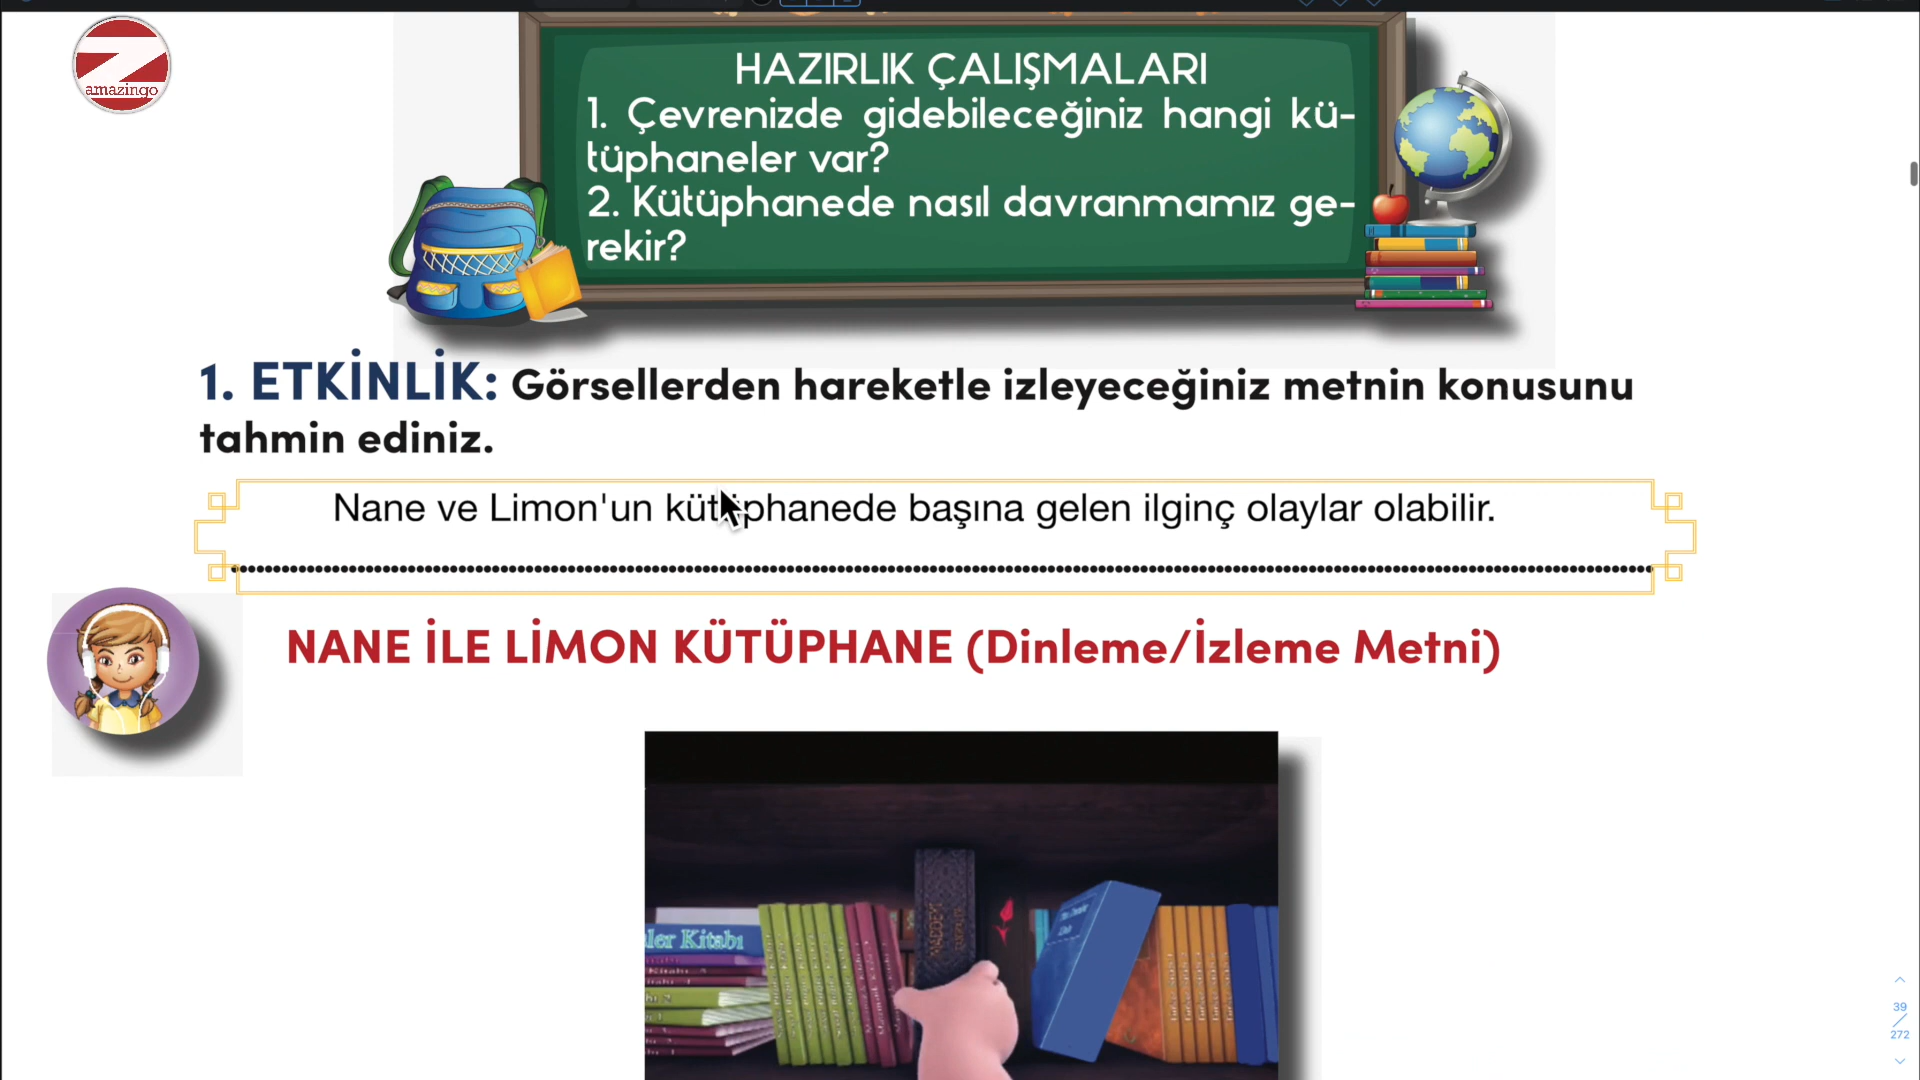 amazingo
HAZIRLIK ÇALIŞMALARI
1. Çevrenizde gidebileceğiniz hangi kü-
tüphaneler var?
2. Kütüphanede nasıl davranmamız ge-
rekir?
1. ETKİNLİK: Görsellerden hareketle izleyeceğiniz metnin konusunu
tahmin ediniz.
Nane ve Limon'un kütüphanede başına gelen ilginç olaylar olabilir.
NANE İLE LİMON KÜTÜPHANE (Dinleme/İzleme Metni)
ler Kitabı
39
272